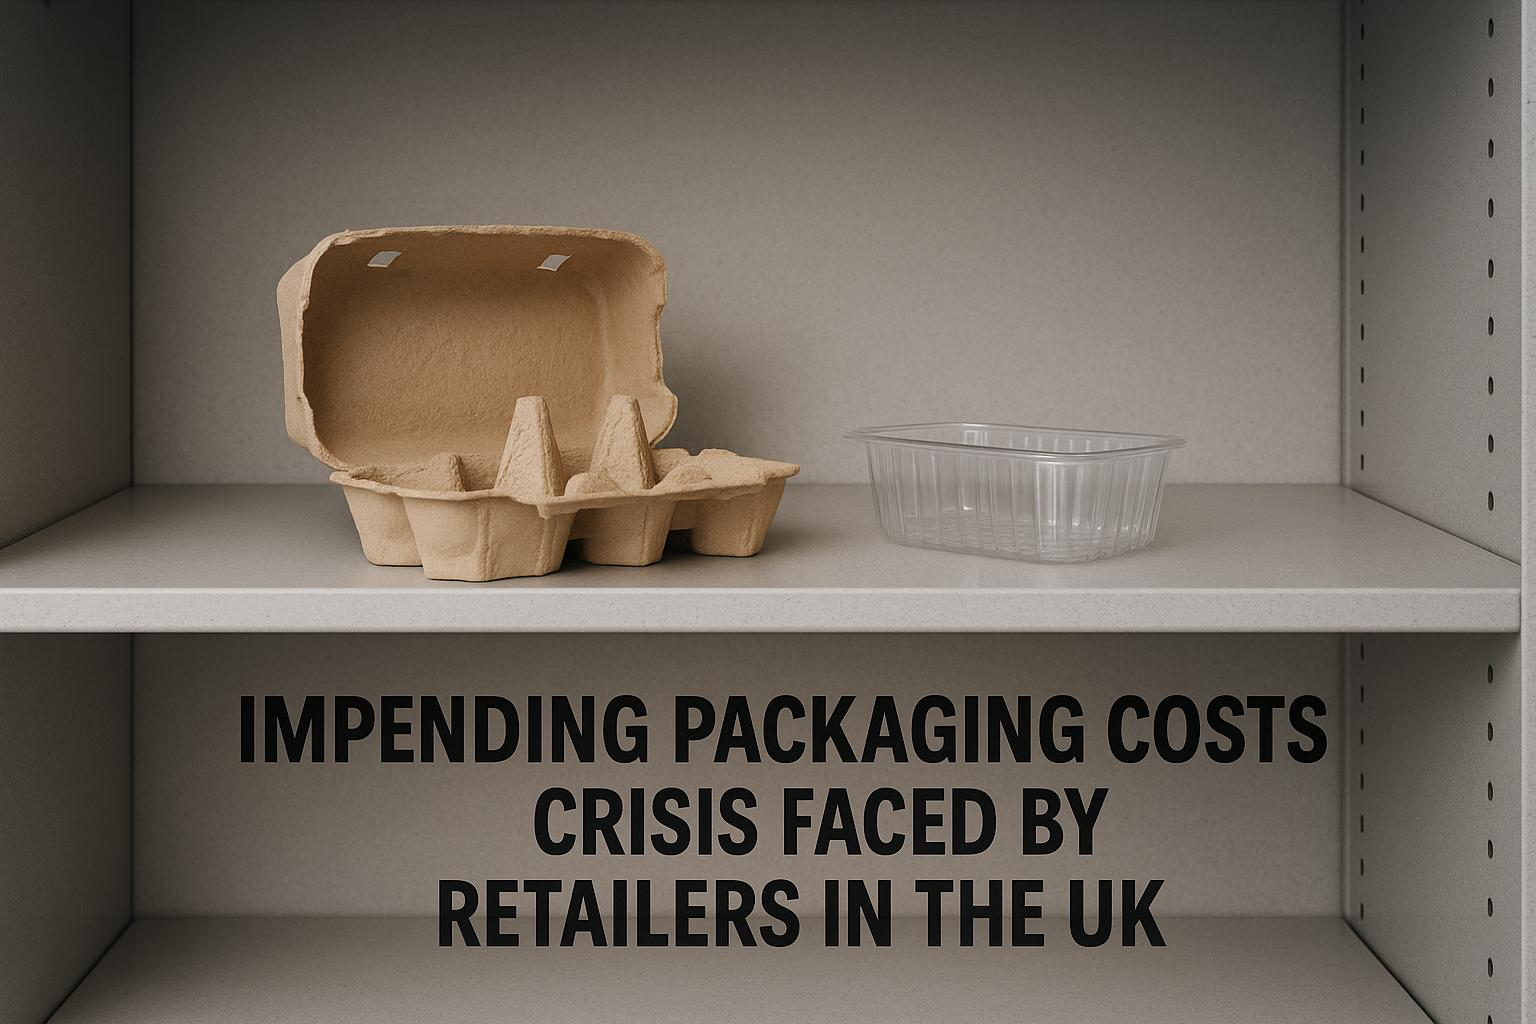 IMPENDING PACKAGING COSTS
CRISIS FACED BY
RETAILERS IN THE UK